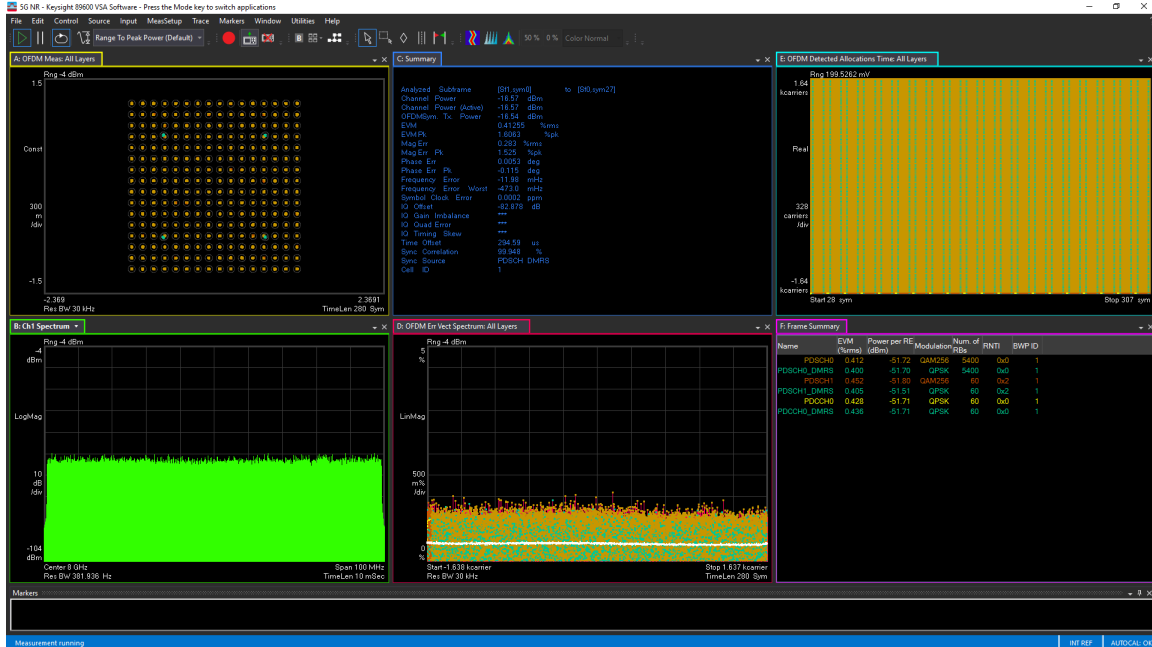 5G NR - Keysight 89600 VSA Software - Press the Mode key to switch applications
File Edit Control Source Input MeasSetup Trace Markers Window Utilities Help
Range To Peak Power (Default) 50 % 0 % Color Normal
A: OFDM Meas: All Layers
Rng -4 dBm
1.5
Const
300
m
/div
-1.5
-2.369 2.3691
Res BW 30 kHz TimeLen 280 Sym
C: Summary
Analyzed Subframe [Sf1,sym0] to [Sf0,sym27]
Channel Power -16.57 dBm
Channel Power (Active) -16.57 dBm
OFDMSym. Tx. Power -16.54 dBm
EVM 0.41255 %rms
EVM Pk 1.6063 %pk
Mag Err 0.283 %rms
Mag Err Pk 1.525 %pk
Phase Err 0.0053 deg
Phase Err Pk -0.115 deg
Frequency Error -11.98 mHz
Frequency Error Worst -473.0 mHz
Symbol Clock Error 0.0002 ppm
IQ Offset -82.878 dB
IQ Gain Imbalance ***
IQ Quad Error ***
IQ Timing Skew ***
Time Offset 294.59 us
Sync Correlation 99.948 %
Sync Source PDSCH DMRS
Cell ID 1
E: OFDM Detected Allocations Time: All Layers
Rng 199.5262 mV
1.64
kcarriers
Real
328
carriers
/div
-1.64
kcarriers
Start 28 sym Stop 307 sym
B: Ch1 Spectrum
Rng -4 dBm
-4
dBm
LogMag
10
dB
/div
-104
dBm
Center 8 GHz Span 100 MHz
Res BW 381.936 Hz TimeLen 10 mSec
D: OFDM Err Vect Spectrum: All Layers
Rng -4 dBm
5
%
LinMag
500
m%
/div
0
%
Start -1.638 kcarrier Stop 1.637 kcarrier
Res BW 30 kHz TimeLen 280 Sym
F: Frame Summary
Name EVM (%rms) Power per RE (dBm) Modulation Num. of RBs RNTI BWP ID
PDSCH0 0.412 -51.72 QAM256 5400 0x0 1
PDSCH0_DMRS 0.400 -51.70 QPSK 5400 0x0 1
PDSCH1 0.452 -51.80 QAM256 60 0x2 1
PDSCH1_DMRS 0.405 -51.51 QPSK 60 0x2 1
PDCCH0 0.428 -51.71 QPSK 60 0x0 1
PDCCH0_DMRS 0.436 -51.71 QPSK 60 0x0 1
Markers
Measurement running INT REF AUTOCAL: OK